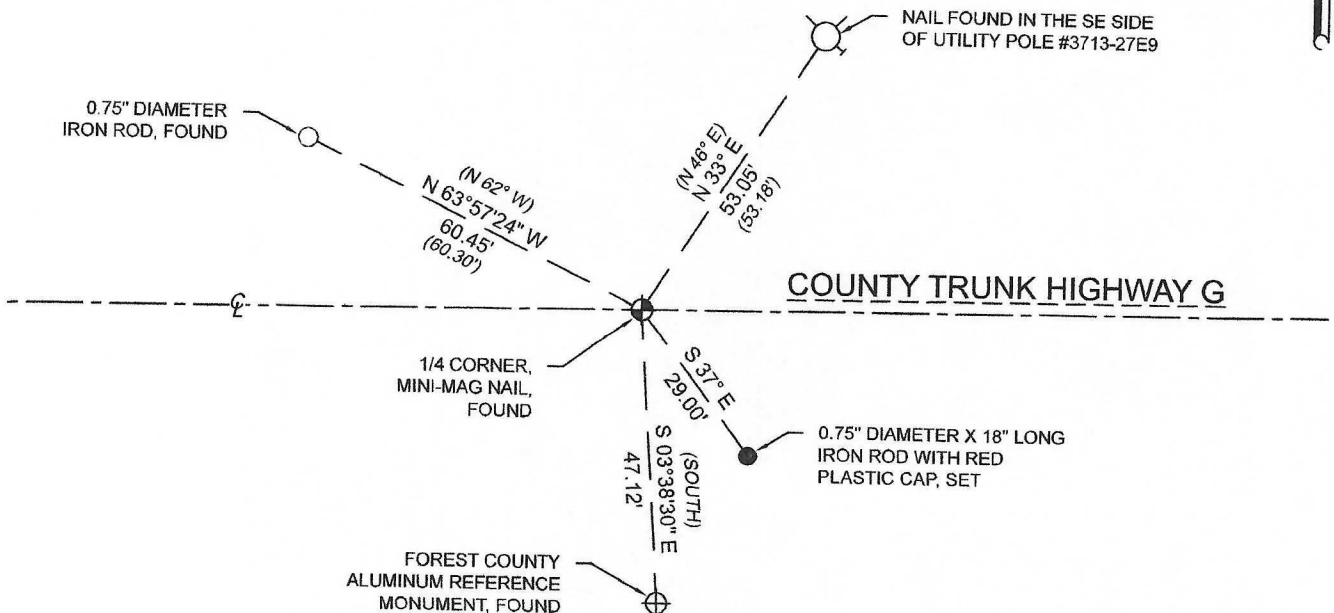 NAIL FOUND IN THE SE SIDE
OF UTILITY POLE #3713-27E9
0.75" DIAMETER
IRON ROD, FOUND
(N 62° W)
N 63°57'24" W
60.45'
(60.30')
(N 46° E)
N 33° E
53.05'
(53.18')
COUNTY TRUNK HIGHWAY G
℄
1/4 CORNER,
MINI-MAG NAIL,
FOUND
S 37° E
29.00'
0.75" DIAMETER X 18" LONG
IRON ROD WITH RED
PLASTIC CAP, SET
(SOUTH)
S 03°38'30" E
47.12'
FOREST COUNTY
ALUMINUM REFERENCE
MONUMENT, FOUND